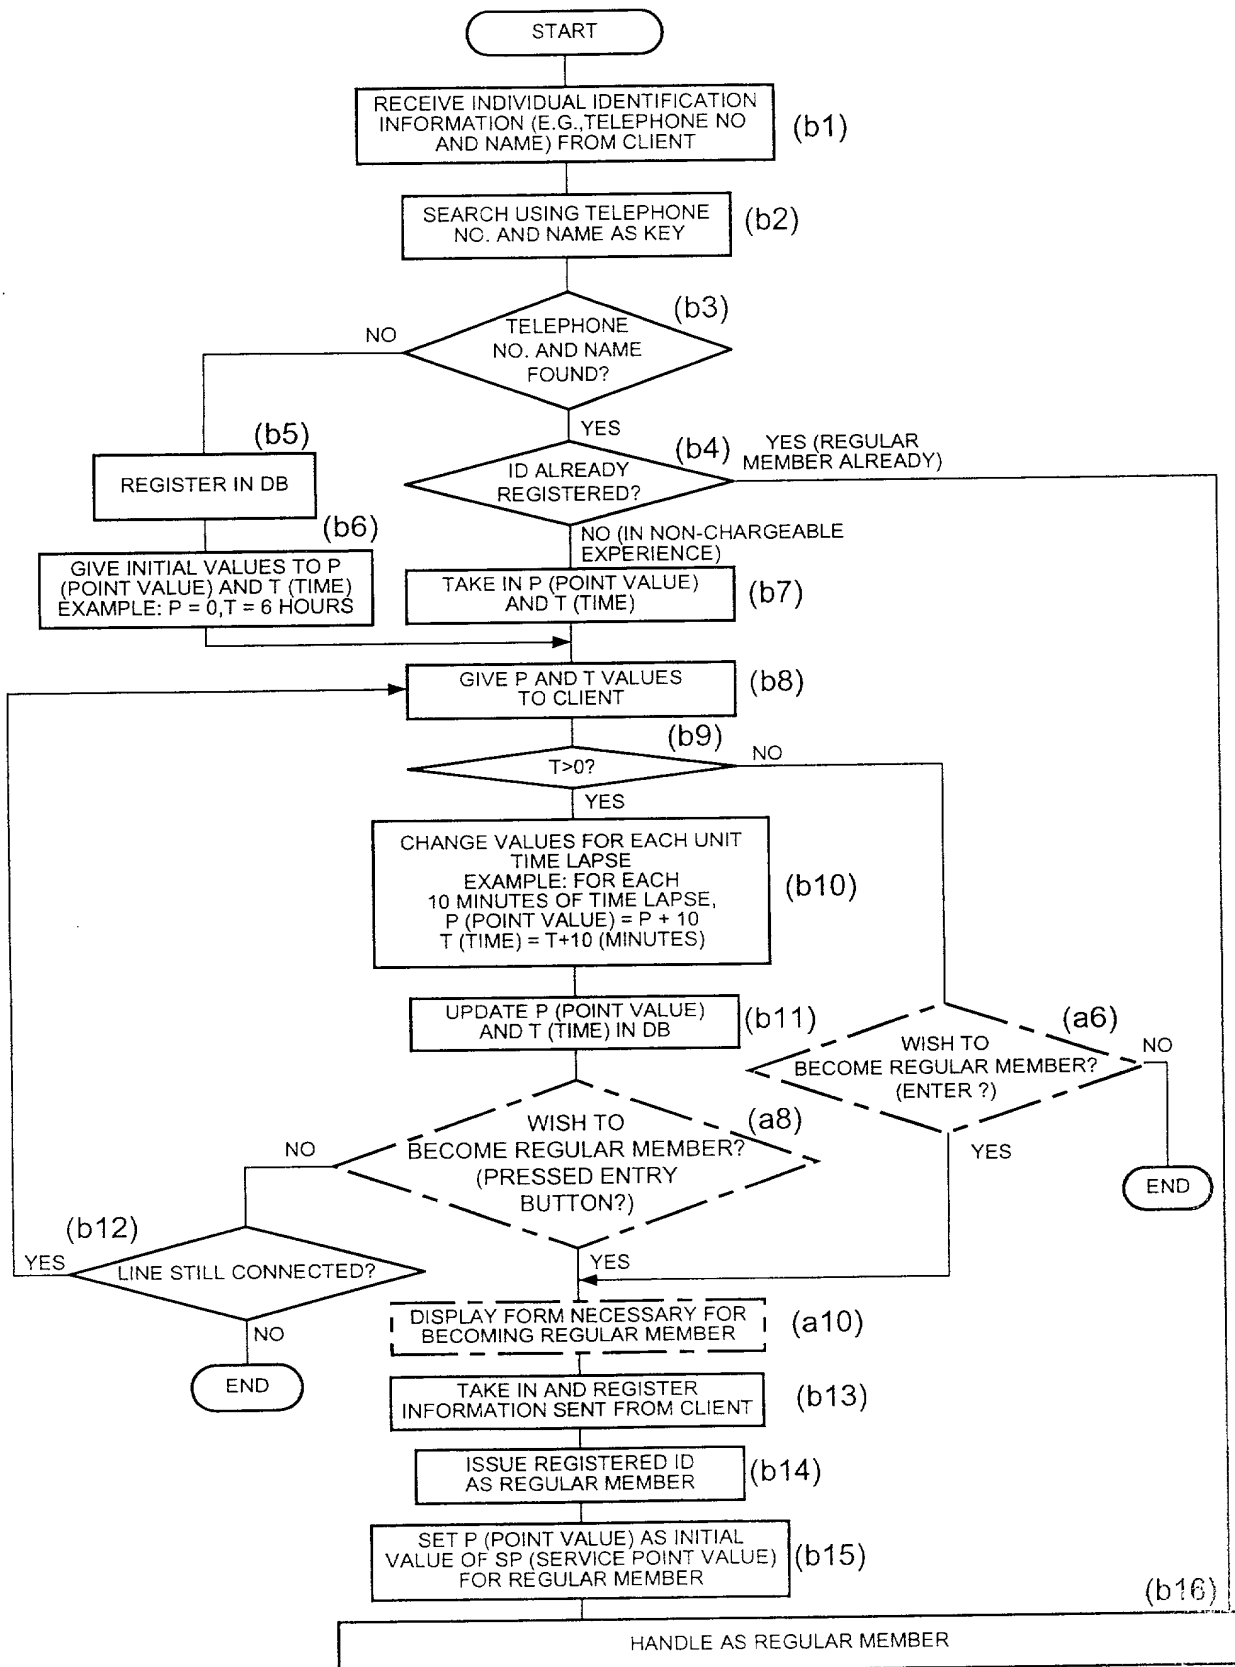 START
RECEIVE INDIVIDUAL IDENTIFICATION
INFORMATION (E.G.,TELEPHONE NO
AND NAME) FROM CLIENT
(b1)
SEARCH USING TELEPHONE
NO. AND NAME AS KEY
(b2)
(b3)
TELEPHONE
NO. AND NAME
FOUND?
NO
YES
(b5)
REGISTER IN DB
(b4)
ID ALREADY
REGISTERED?
YES (REGULAR
MEMBER ALREADY)
NO (IN NON-CHARGEABLE
EXPERIENCE)
(b6)
GIVE INITIAL VALUES TO P
(POINT VALUE) AND T (TIME)
EXAMPLE: P = 0,T = 6 HOURS
TAKE IN P (POINT VALUE)
AND T (TIME)
(b7)
GIVE P AND T VALUES
TO CLIENT
(b8)
(b9)
T>0?
NO
YES
CHANGE VALUES FOR EACH UNIT
TIME LAPSE
EXAMPLE: FOR EACH
10 MINUTES OF TIME LAPSE,
P (POINT VALUE) = P + 10
T (TIME) = T+10 (MINUTES)
(b10)
UPDATE P (POINT VALUE)
AND T (TIME) IN DB
(b11)
(a6)
WISH TO
BECOME REGULAR MEMBER?
(ENTER ?)
NO
YES
END
(a8)
WISH TO
BECOME REGULAR MEMBER?
(PRESSED ENTRY
BUTTON?)
NO
YES
(b12)
LINE STILL CONNECTED?
YES
NO
END
DISPLAY FORM NECESSARY FOR
BECOMING REGULAR MEMBER
(a10)
TAKE IN AND REGISTER
INFORMATION SENT FROM CLIENT
(b13)
ISSUE REGISTERED ID
AS REGULAR MEMBER
(b14)
SET P (POINT VALUE) AS INITIAL
VALUE OF SP (SERVICE POINT VALUE)
FOR REGULAR MEMBER
(b15)
(b16)
HANDLE AS REGULAR MEMBER